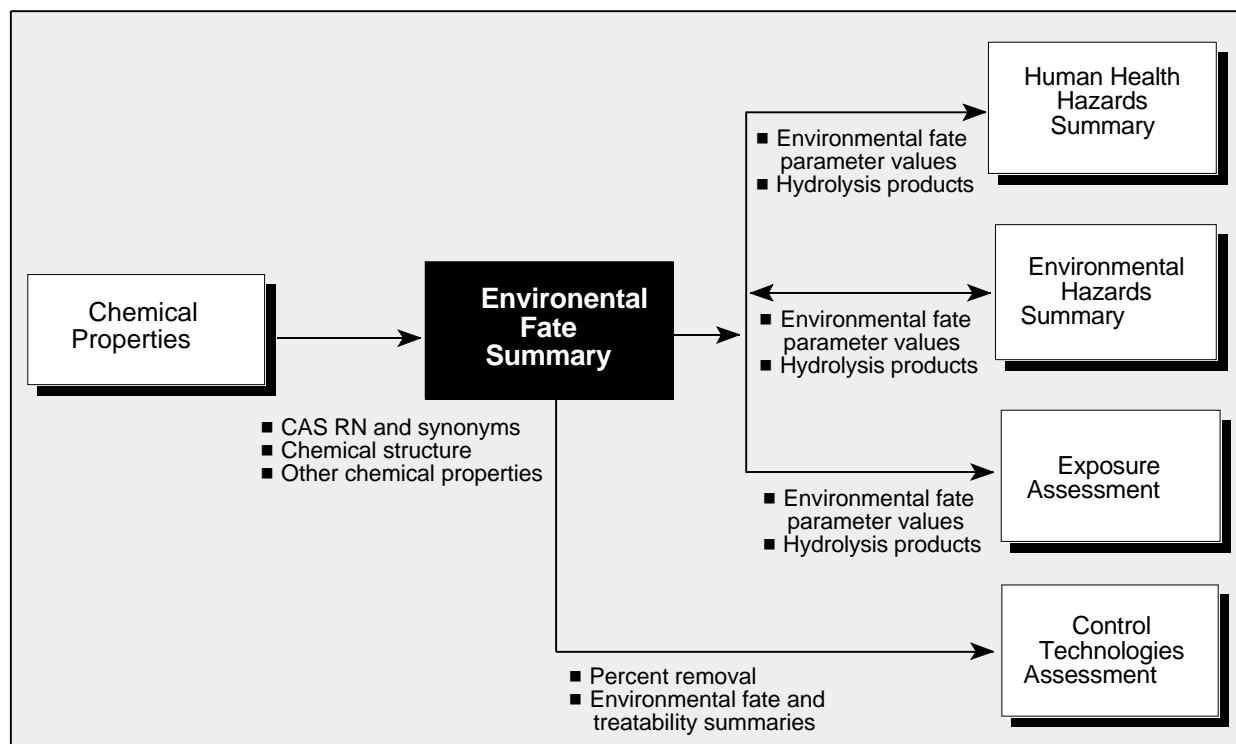 Chemical
Properties
■ CAS RN and synonyms
■ Chemical structure
■ Other chemical properties
Environental
Fate
Summary
■ Environmental fate
parameter values
■ Hydrolysis products
Human Health
Hazards
Summary
■ Environmental fate
parameter values
■ Hydrolysis products
Environmental
Hazards
Summary
■ Environmental fate
parameter values
■ Hydrolysis products
Exposure
Assessment
■ Percent removal
■ Environmental fate and
treatability summaries
Control
Technologies
Assessment